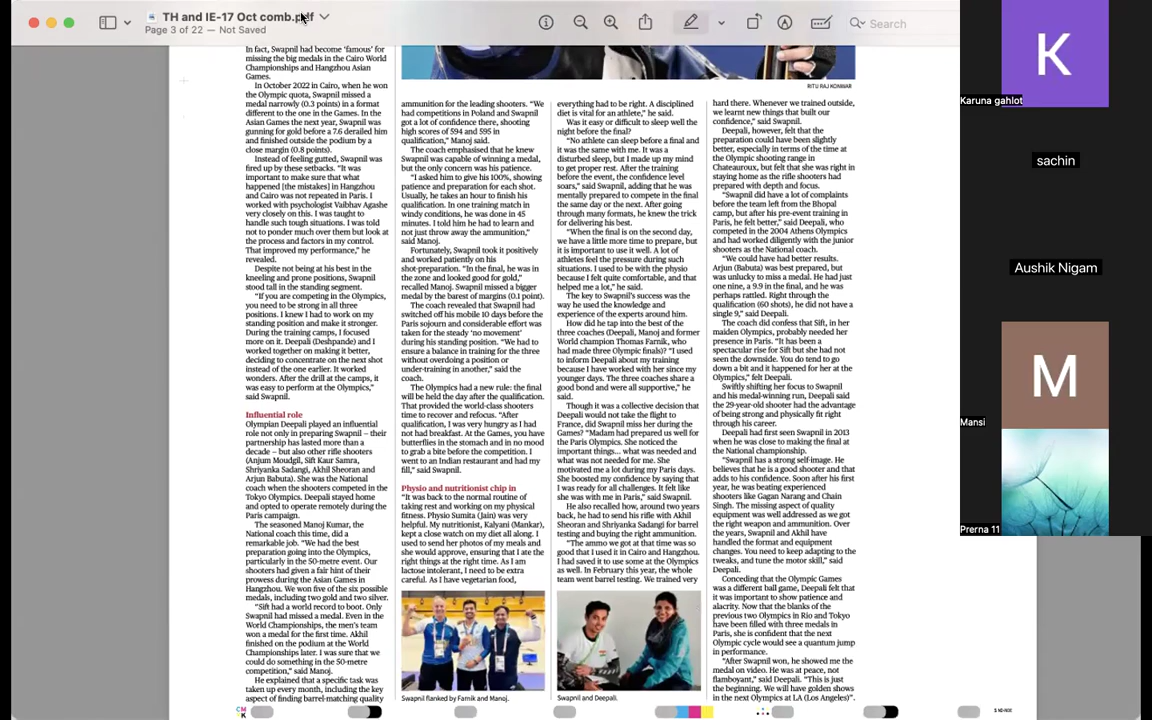 TH and IE-17 Oct comb.pdf
Page 3 of 22 — Not Saved
Search
In fact, Swapnil had become ‘famous’ for
missing the big medals in the Cairo World
Championships and Hangzhou Asian
Games.
In October 2022 in Cairo, when he won
the Olympic quota, Swapnil missed a
medal narrowly (0.3 points) in a format
different to the one in the Games. In the
Asian Games the next year, Swapnil was
gunning for gold before a 7.6 derailed him
and finished outside the podium by a
close margin (0.8 points).
Instead of feeling gutted, Swapnil was
fired up by these setbacks. “It was
important to make sure that what
happened [the mistakes] in Hangzhou
and Cairo was not repeated in Paris. I
worked with psychologist Vaibhav Agashe
very closely on this. I was taught to
handle such tough situations. I was told
not to ponder much over them but look at
the process and factors in my control.
That improved my performance,” he
revealed.
Despite not being at his best in the
kneeling and prone positions, Swapnil
stood tall in the standing segment.
“If you are competing in the Olympics,
you need to be strong in all three
positions. I knew I had to work on my
standing position and make it stronger.
During the training camps, I focused
more on it. Deepali (Deshpande) and I
worked together on making it better,
deciding to concentrate on the next shot
instead of the earlier one. It worked
wonders. After the drill at the camps, it
was easy to perform at the Olympics,”
said Swapnil.
Influential role
Olympian Deepali played an influential
role not only in preparing Swapnil — their
partnership has lasted more than a
decade — but also other rifle shooters
(Anjum Moudgil, Sift Kaur Samra,
Shriyanka Sadangi, Akhil Sheoran and
Arjun Babuta). She was the National
coach when the shooters competed in the
Tokyo Olympics. Deepali stayed home
and opted to operate remotely during the
Paris campaign.
The seasoned Manoj Kumar, the
National coach this time, did a
remarkable job. “We had the best
preparation going into the Olympics,
particularly in the 50-metre event. Our
shooters had given a fair hint of their
prowess during the Asian Games in
Hangzhou. We won five of the six possible
medals, including two gold and two silver.
“Sift had a world record to boot. Only
Swapnil had missed a medal. Even in the
World Championships, the men’s team
won a medal for the first time. Akhil
finished on the podium at the World
Championships later. I was sure that we
could do something in the 50-metre
competition,” said Manoj.
He explained that a specific task was
taken up every month, including the key
aspect of finding barrel-matching quality
ammunition for the leading shooters. “We
had competitions in Poland and Swapnil
got a lot of confidence there, shooting
high scores of 594 and 595 in
qualification,” Manoj said.
The coach emphasised that he knew
Swapnil was capable of winning a medal,
but the only concern was his patience.
“I asked him to give his 100%, showing
patience and preparation for each shot.
Usually, he takes an hour to finish his
qualification. In one training match in
windy conditions, he was done in 45
minutes. I told him he had to learn and
not just throw away the ammunition,”
said Manoj.
Fortunately, Swapnil took it positively
and worked patiently on his
shot-preparation. “In the final, he was in
the zone and looked good for gold,”
recalled Manoj. Swapnil missed a bigger
medal by the barest of margins (0.1 point).
The coach revealed that Swapnil had
switched off his mobile 10 days before the
Paris sojourn and considerable effort was
taken for the steady ‘no movement’
during his standing position. “We had to
ensure a balance in training for the three
without overdoing a position or
under-training in another,” said the
coach.
The Olympics had a new rule: the final
will be held the day after the qualification.
That provided the world-class shooters
time to recover and refocus. “After
qualification, I was very hungry as I had
not had breakfast. At the Games, you have
butterflies in the stomach and in no mood
to grab a bite before the competition. I
went to an Indian restaurant and had my
fill,” said Swapnil.
Physio and nutritionist chip in
“It was back to the normal routine of
taking rest and working on my physical
fitness. Physio Sumita (Jain) was very
helpful. My nutritionist, Kalyani (Mankar),
kept a close watch on my diet all along. I
used to send her photos of my meals and
she would approve, ensuring that I ate the
right things at the right time. As I am
lactose intolerant, I need to be extra
careful. As I have vegetarian food,
Swapnil flanked by Farnik and Manoj.
RITU RAJ KONWAR
everything had to be right. A disciplined
diet is vital for an athlete,” he said.
Was it easy or difficult to sleep well the
night before the final?
“No athlete can sleep before a final and
it was the same with me. It was a
disturbed sleep, but I made up my mind
to get proper rest. After the training
before the event, the confidence level
soars,” said Swapnil, adding that he was
mentally prepared to compete in the final
the same day or the next. After going
through many formats, he knew the trick
for delivering his best.
“When the final is on the second day,
we have a little more time to prepare, but
it is important to use it well. A lot of
athletes feel the pressure during such
situations. I used to be with the physio
because I felt quite comfortable, and that
helped me a lot,” he said.
The key to Swapnil’s success was the
way he used the knowledge and
experience of the experts around him.
How did he tap into the best of the
three coaches (Deepali, Manoj and former
World champion Thomas Farnik, who
had made three Olympic finals)? “I used
to inform Deepali about my training
because I have worked with her since my
younger days. The three coaches share a
good bond and were all supportive,” he
said.
Though it was a collective decision that
Deepali would not take the flight to
France, did Swapnil miss her during the
Games? “Madam had prepared us well for
the Paris Olympics. She noticed the
important things... what was needed and
what was not needed for me. She
motivated me a lot during my Paris days.
She boosted my confidence by saying that
I was ready for all challenges. It felt like
she was with me in Paris,” said Swapnil.
He also recalled how, around two years
back, he had to send his rifle with Akhil
Sheoran and Shriyanka Sadangi for barrel
testing and buying the right ammunition.
“The ammo we got at that time was so
good that I used it in Cairo and Hangzhou.
I had saved it to use some at the Olympics
as well. In February this year, the whole
team went barrel testing. We trained very
Swapnil and Deepali.
hard there. Whenever we trained outside,
we learnt new things that built our
confidence,” said Swapnil.
Deepali, however, felt that the
preparation could have been slightly
better, especially in terms of the time at
the Olympic shooting range in
Chateauroux, but felt that she was right in
staying home as the rifle shooters had
prepared with depth and focus.
“Swapnil did have a lot of complaints
before the team left from the Bhopal
camp, but after his pre-event training in
Paris, he felt better,” said Deepali, who
competed in the 2004 Athens Olympics
and had worked diligently with the junior
shooters as the National coach.
“We could have had better results.
Arjun (Babuta) was best prepared, but
was unlucky to miss a medal. He had just
one nine, a 9.9 in the final, and he was
perhaps rattled. Right through the
qualification (60 shots), he did not have a
single 9,” said Deepali.
The coach did confess that Sift, in her
maiden Olympics, probably needed her
presence in Paris. “It has been a
spectacular rise for Sift but she had not
seen the downside. You do tend to go
down a bit and it happened for her at the
Olympics,” felt Deepali.
Swiftly shifting her focus to Swapnil
and his medal-winning run, Deepali said
the 29-year-old shooter had the advantage
of being strong and physically fit right
through his career.
Deepali had first seen Swapnil in 2013
when he was close to making the final at
the National championship.
“Swapnil has a strong self-image. He
believes that he is a good shooter and that
adds to his confidence. Soon after his first
year, he was beating experienced
shooters like Gagan Narang and Chain
Singh. The missing aspect of quality
equipment was well addressed as we got
the right weapon and ammunition. Over
the years, Swapnil and Akhil have
handled the format and equipment
changes. You need to keep adapting to the
tweaks, and tune the motor skill,” said
Deepali.
Conceding that the Olympic Games
was a different ball game, Deepali felt that
it was important to show patience and
alacrity. Now that the blanks of the
previous two Olympics in Rio and Tokyo
have been filled with three medals in
Paris, she is confident that the next
Olympic cycle would see a quantum jump
in performance.
“After Swapnil won, he showed me the
medal on video. He was at peace, not
flamboyant,” said Deepali. “This is just
the beginning. We will have golden shows
in the next Olympics at LA (Los Angeles)”.
CM
K
K
Karuna gahlot
sachin
Aushik Nigam
M
Mansi
Prerna 11